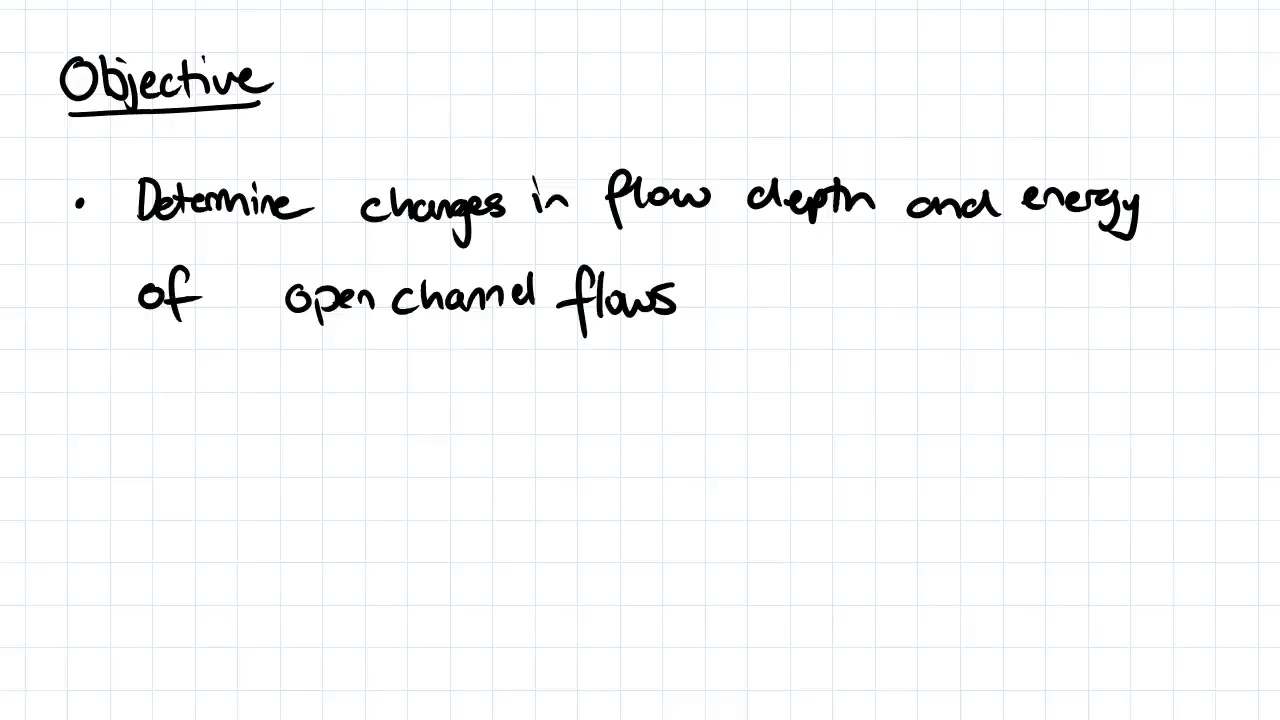 Objective
• Determine changes in flow depth and energy
of open channel flows